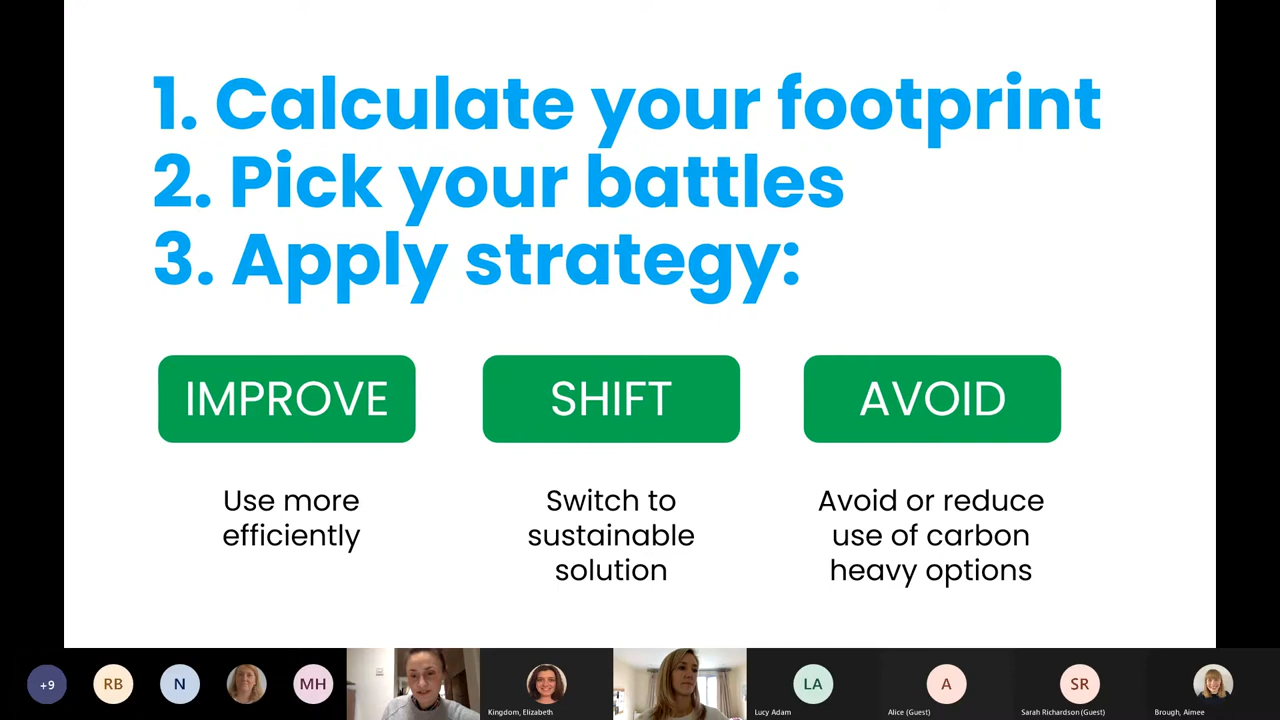 1. Calculate your footprint
2. Pick your battles
3. Apply strategy:
IMPROVE
Use more
efficiently
SHIFT
Switch to
sustainable
solution
AVOID
Avoid or reduce
use of carbon
heavy options
+9
RB
N
MH
Kingdom, Elizabeth
LA
Lucy Adam
A
Alice (Guest)
SR
Sarah Richardson (Guest)
Brough, Aimee